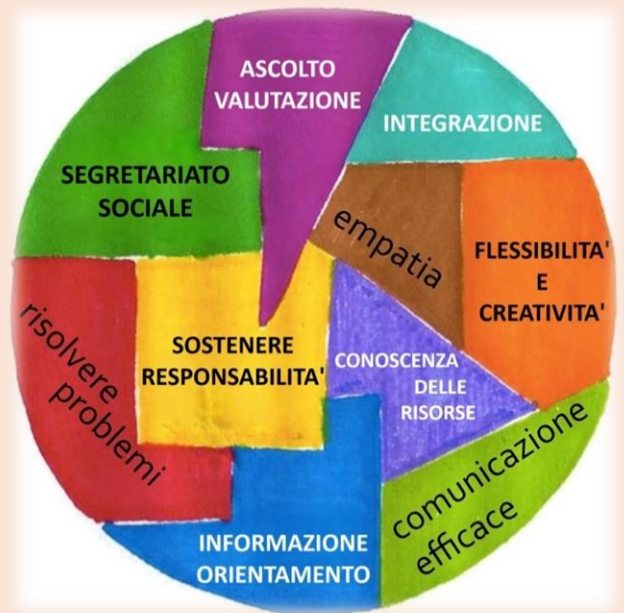 ASCOLTO
VALUTAZIONE
INTEGRAZIONE
SEGRETARIATO
SOCIALE
empatia
FLESSIBILITA'
E
CREATIVITA'
risolvere
problemi
SOSTENERE
RESPONSABILITA'
CONOSCENZA
DELLE
RISORSE
comunicazione
efficace
INFORMAZIONE
ORIENTAMENTO